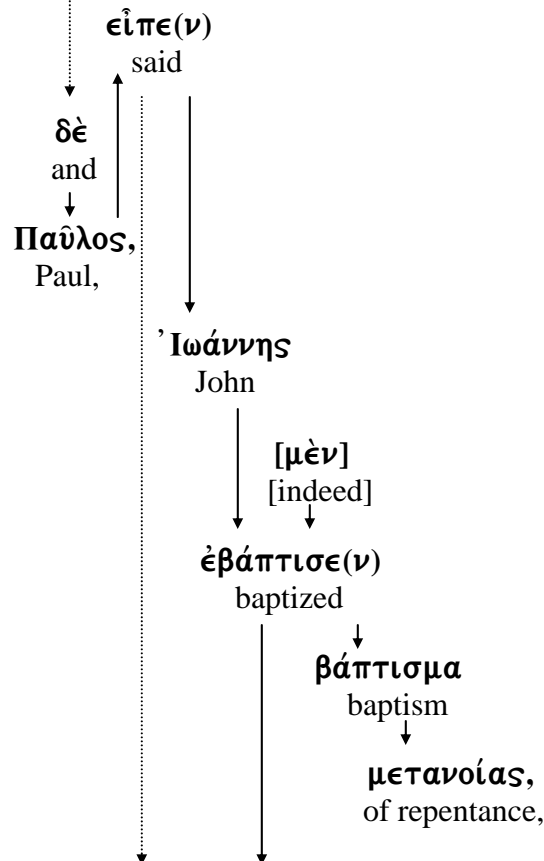 εἶπε(ν)
said
δὲ
and
Παῦλος,
Paul,
Ἰωάννης
John
[μὲν]
[indeed]
ἐβάπτισε(ν)
baptized
βάπτισμα
baptism
μετανοίας,
of repentance,